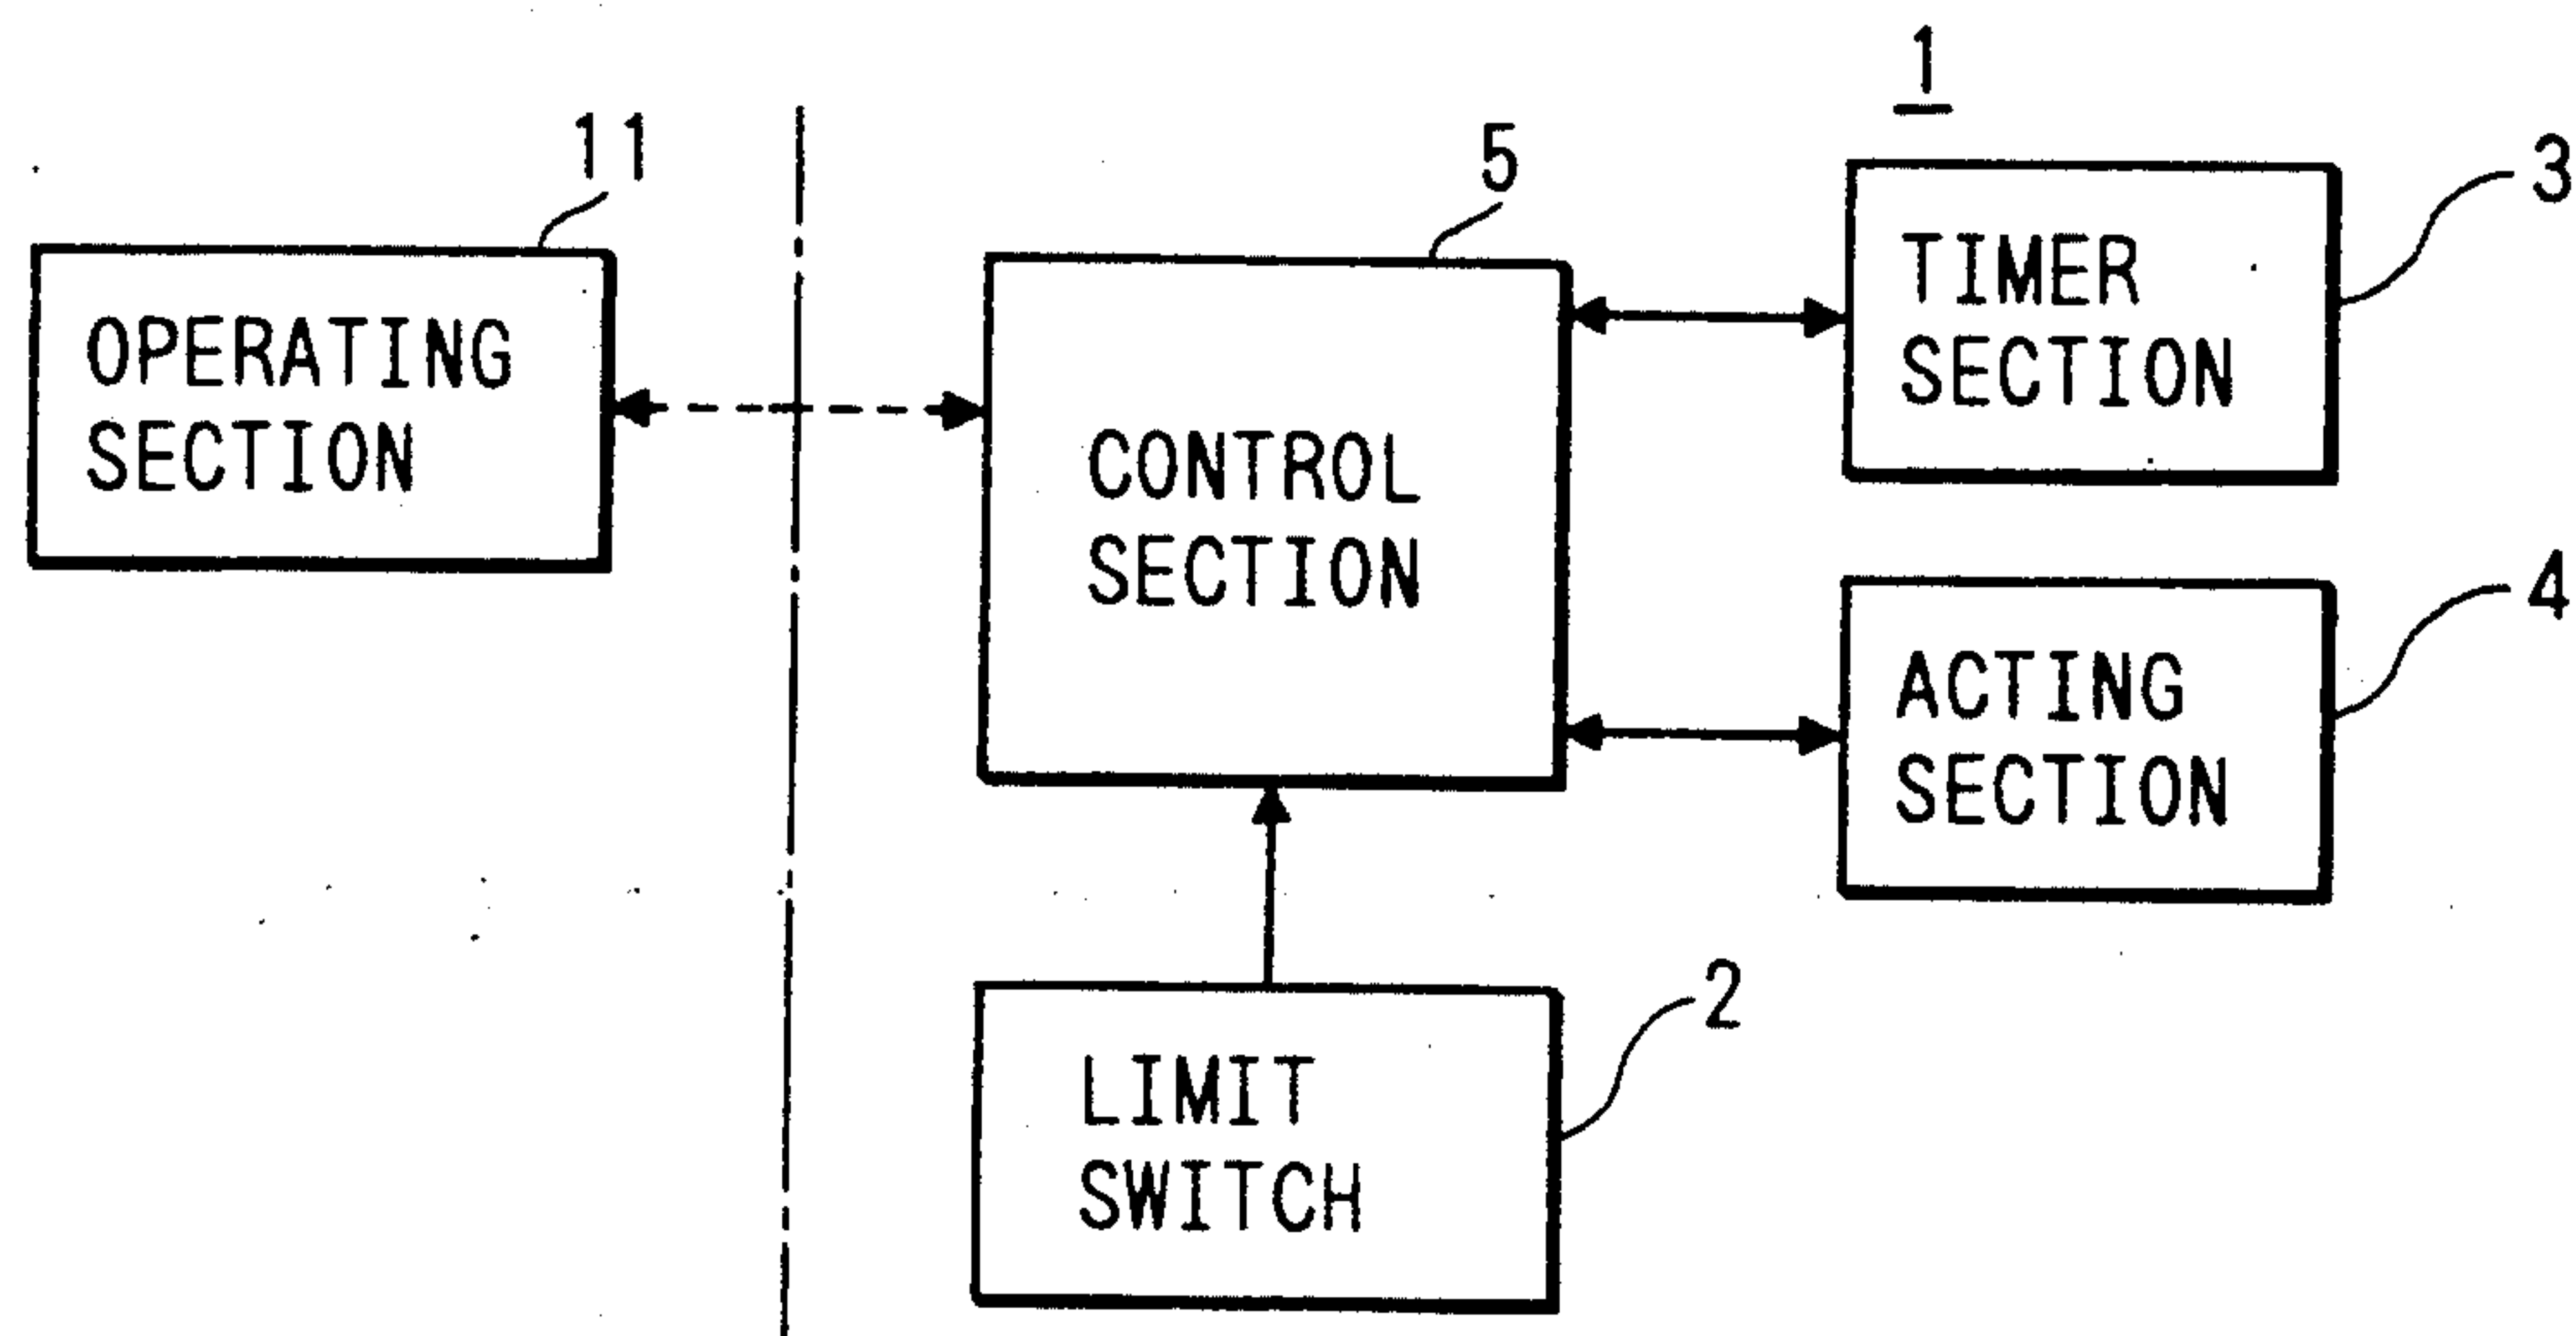 1
11
5
3
OPERATING
SECTION
CONTROL
SECTION
TIMER
SECTION
4
ACTING
SECTION
2
LIMIT
SWITCH